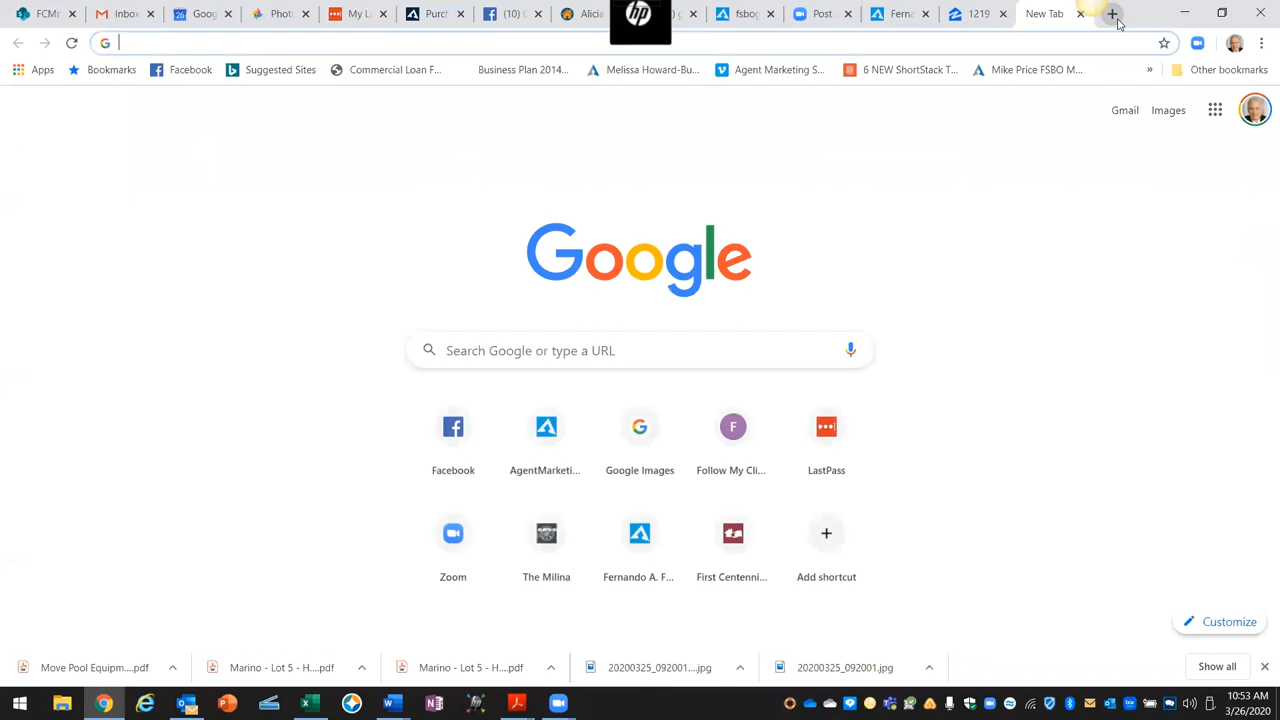 FCMr
Inbox
26 Goog
Photo
My Li
Purch
(10) (
Alicia
fsbog
Post
Ferna
1219
New Tab
Apps
Bookmarks
Facebook
Suggested Sites
Commercial Loan F...
Business Plan 2014...
Melissa Howard-Bu...
Agent Marketing S...
6 NEW ShortStack T...
Mike Price FSBO M...
»
Other bookmarks
Gmail
Images
hp
Google
Search Google or type a URL
Facebook
AgentMarketi...
Google Images
F
Follow My Cli...
LastPass
Zoom
The Milina
Fernando A. F...
First Centenni...
Add shortcut
Customize
Move Pool Equipm....pdf
Marino - Lot 5 - H....pdf
Marino - Lot 5 - H....pdf
20200325_092001....jpg
20200325_092001.jpg
Show all
10:53 AM
3/26/2020